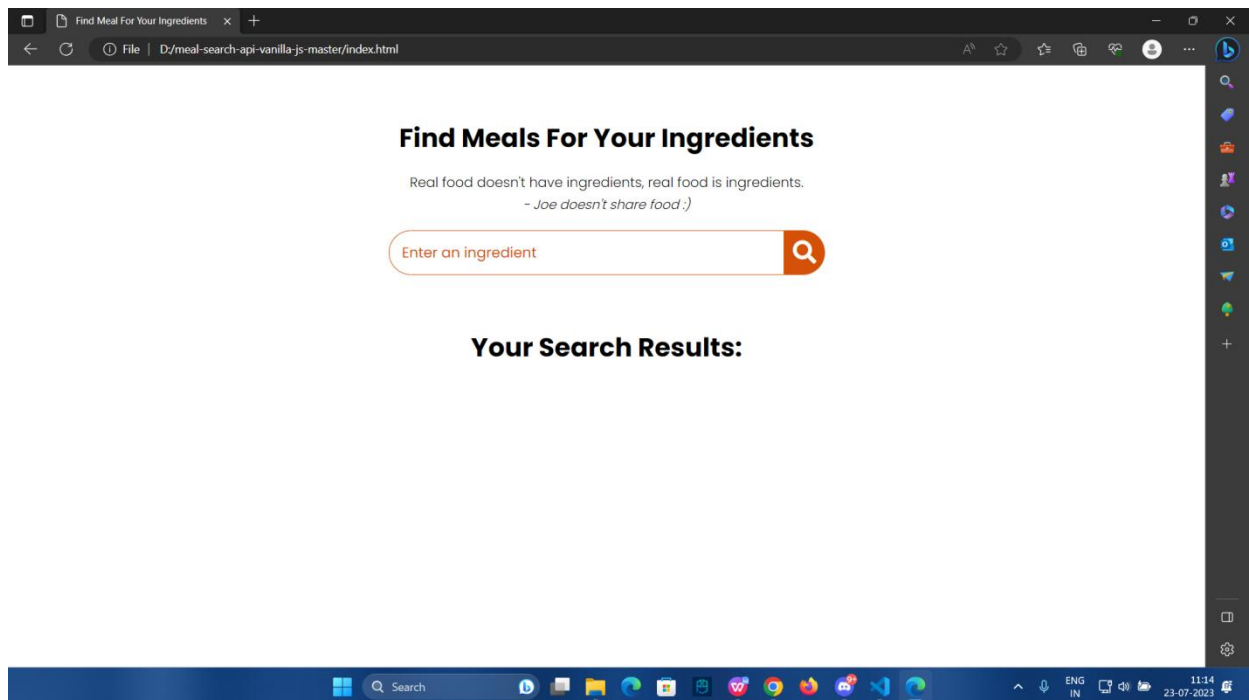 Find Meal For Your Ingredients
File | D:/meal-search-api-vanilla-js-master/index.html
Find Meals For Your Ingredients
Real food doesn't have ingredients, real food is ingredients.
- Joe doesn't share food :)
Enter an ingredient
Your Search Results:
Search
ENG
IN
11:14
23-07-2023